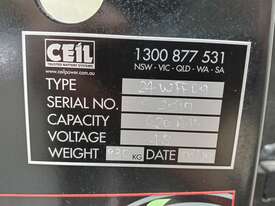 CEIL
TRUSTED BATTERY SYSTEMS
www.ceilpower.com.au
1300 877 531
NSW - VIC - QLD - WA - SA
TYPE
SERIAL NO.
CAPACITY
VOLTAGE
WEIGHT KG DATE